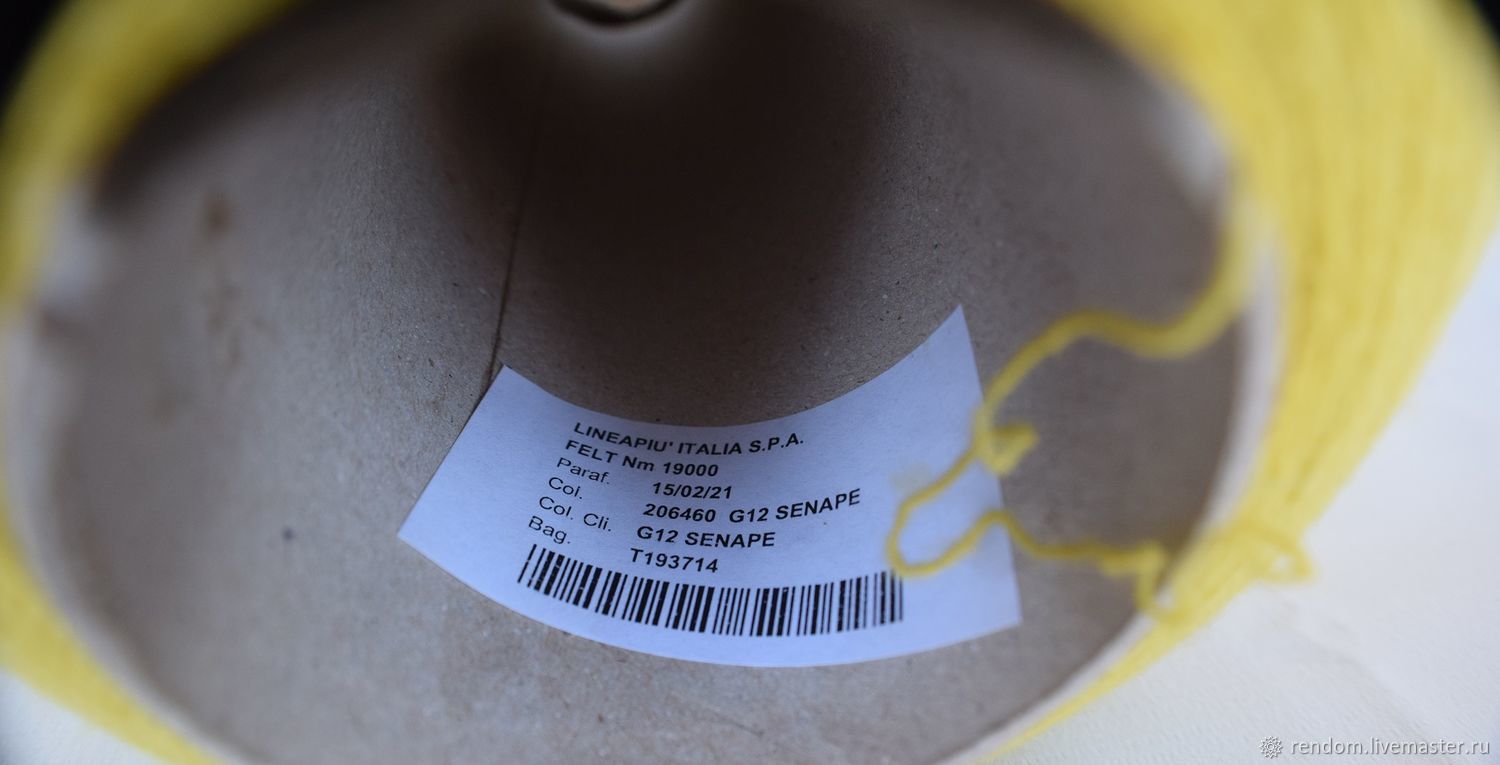 LINEAPIU' ITALIA S.P.A.
FELT Nm 19000
Paraf. 15/02/21
Col. 206460 G12 SENAPE
Col. Cli. G12 SENAPE
Bag. T193714
rendom.livemaster.ru